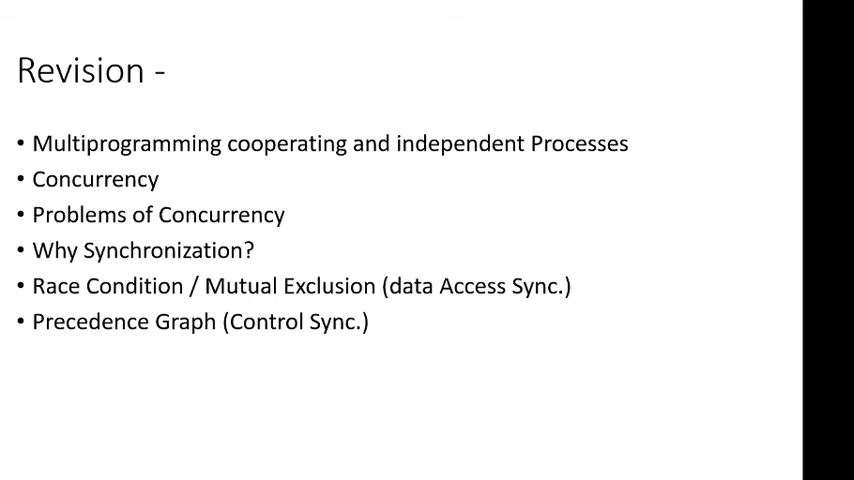 Revision -
• Multiprogramming cooperating and independent Processes
• Concurrency
• Problems of Concurrency
• Why Synchronization?
• Race Condition / Mutual Exclusion (data Access Sync.)
• Precedence Graph (Control Sync.)